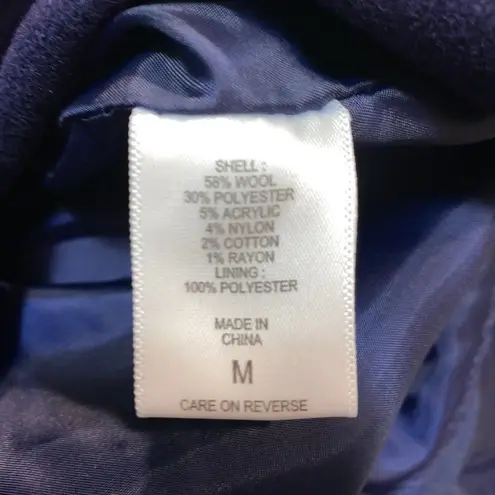 SHELL :
58% WOOL
30% POLYESTER
5% ACRYLIC
4% NYLON
2% COTTON
1% RAYON
LINING :
100% POLYESTER
MADE IN
CHINA
M
CARE ON REVERSE